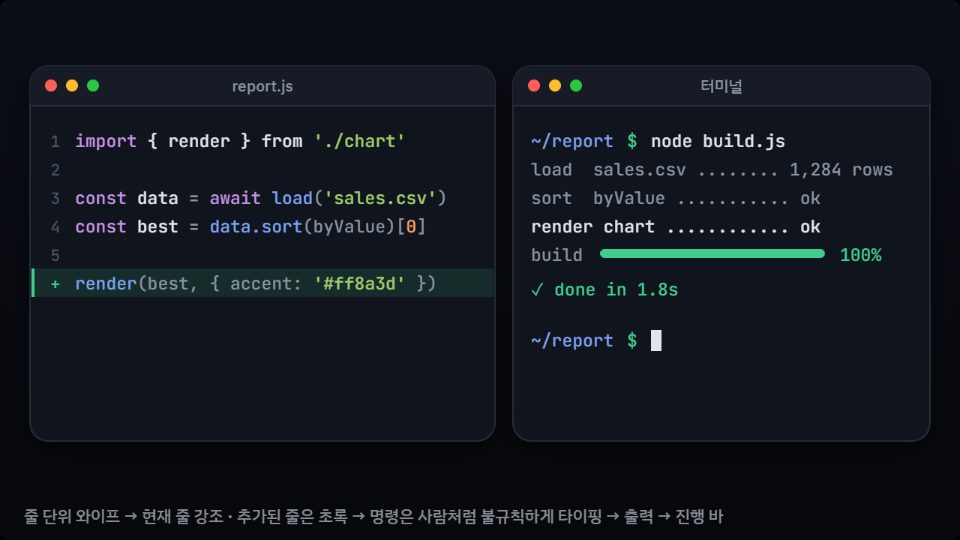 report.js
1 import { render } from './chart'
2
3 const data = await load('sales.csv')
4 const best = data.sort(byValue)[0]
5
+ render(best, { accent: '#ff8a3d' })
터미널
~/report $ node build.js
load  sales.csv ........ 1,284 rows
sort  byValue ........... ok
render chart ............ ok
build 100%
✓ done in 1.8s
~/report $
줄 단위 와이프 → 현재 줄 강조 · 추가된 줄은 초록 → 명령은 사람처럼 불규칙하게 타이핑 → 출력 → 진행 바